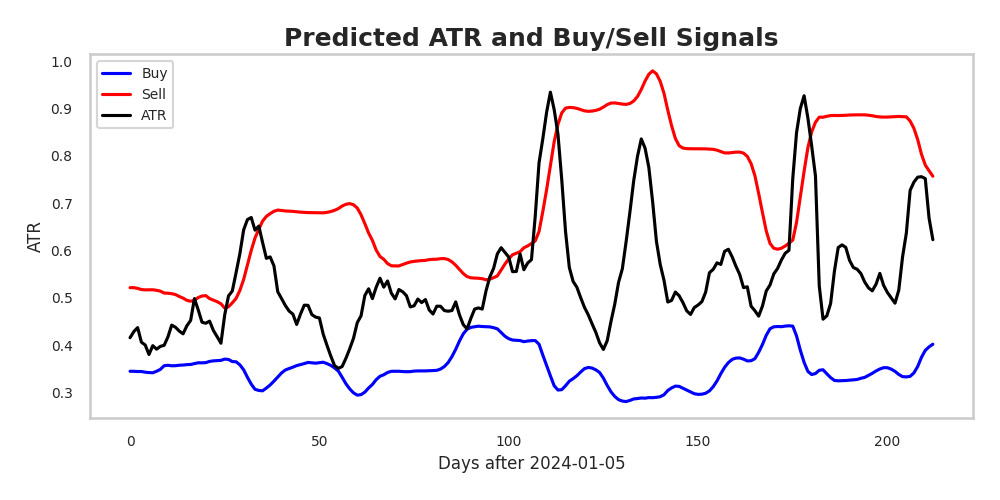 Predicted ATR and Buy/Sell Signals
Buy
Sell
ATR
1.0
0.9
0.8
0.7
0.6
0.5
0.4
0.3
ATR
0
50
100
150
200
Days after 2024-01-05